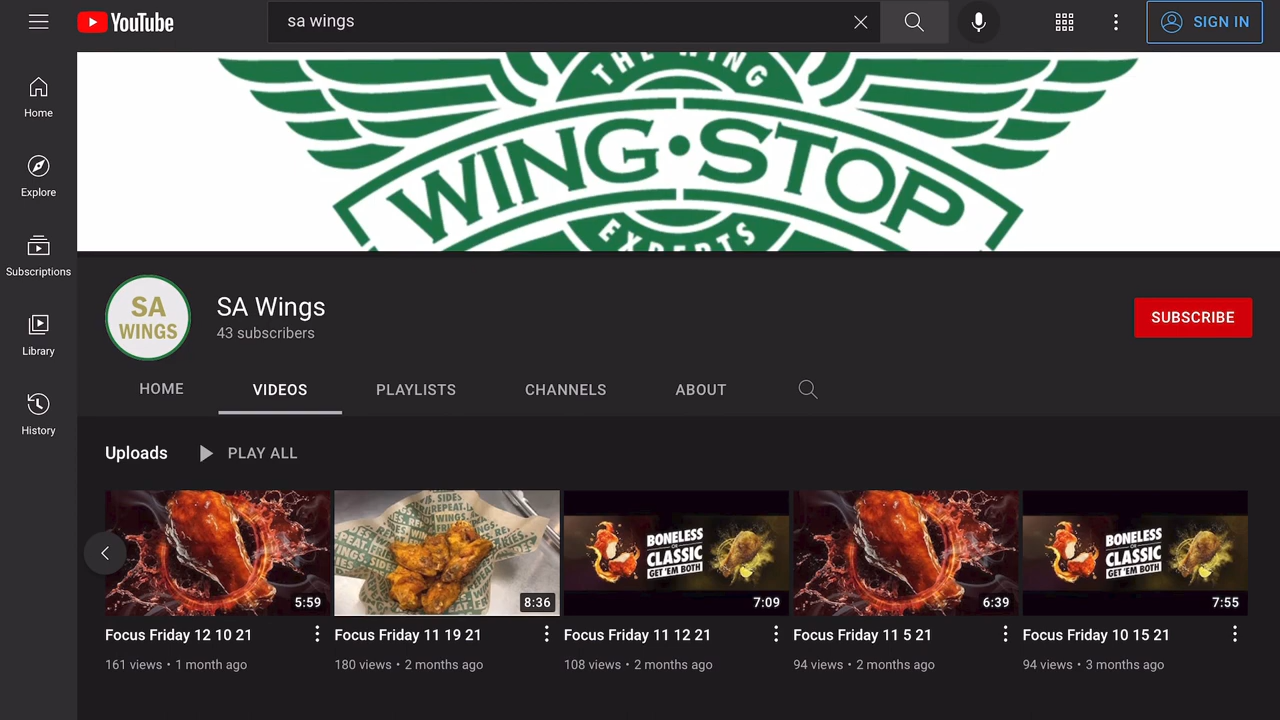 YouTube
sa wings
SIGN IN
Home
Explore
Subscriptions
Library
History
THE WING
WING•STOP
EXPERTS
SA
WINGS
SA Wings
43 subscribers
SUBSCRIBE
HOME
VIDEOS
PLAYLISTS
CHANNELS
ABOUT
Uploads
PLAY ALL
5:59
8:36
BONELESS
OR
CLASSIC
GET 'EM BOTH
7:09
6:39
BONELESS
OR
CLASSIC
GET 'EM BOTH
7:55
Focus Friday 12 10 21
161 views • 1 month ago
Focus Friday 11 19 21
180 views • 2 months ago
Focus Friday 11 12 21
108 views • 2 months ago
Focus Friday 11 5 21
94 views • 2 months ago
Focus Friday 10 15 21
94 views • 3 months ago